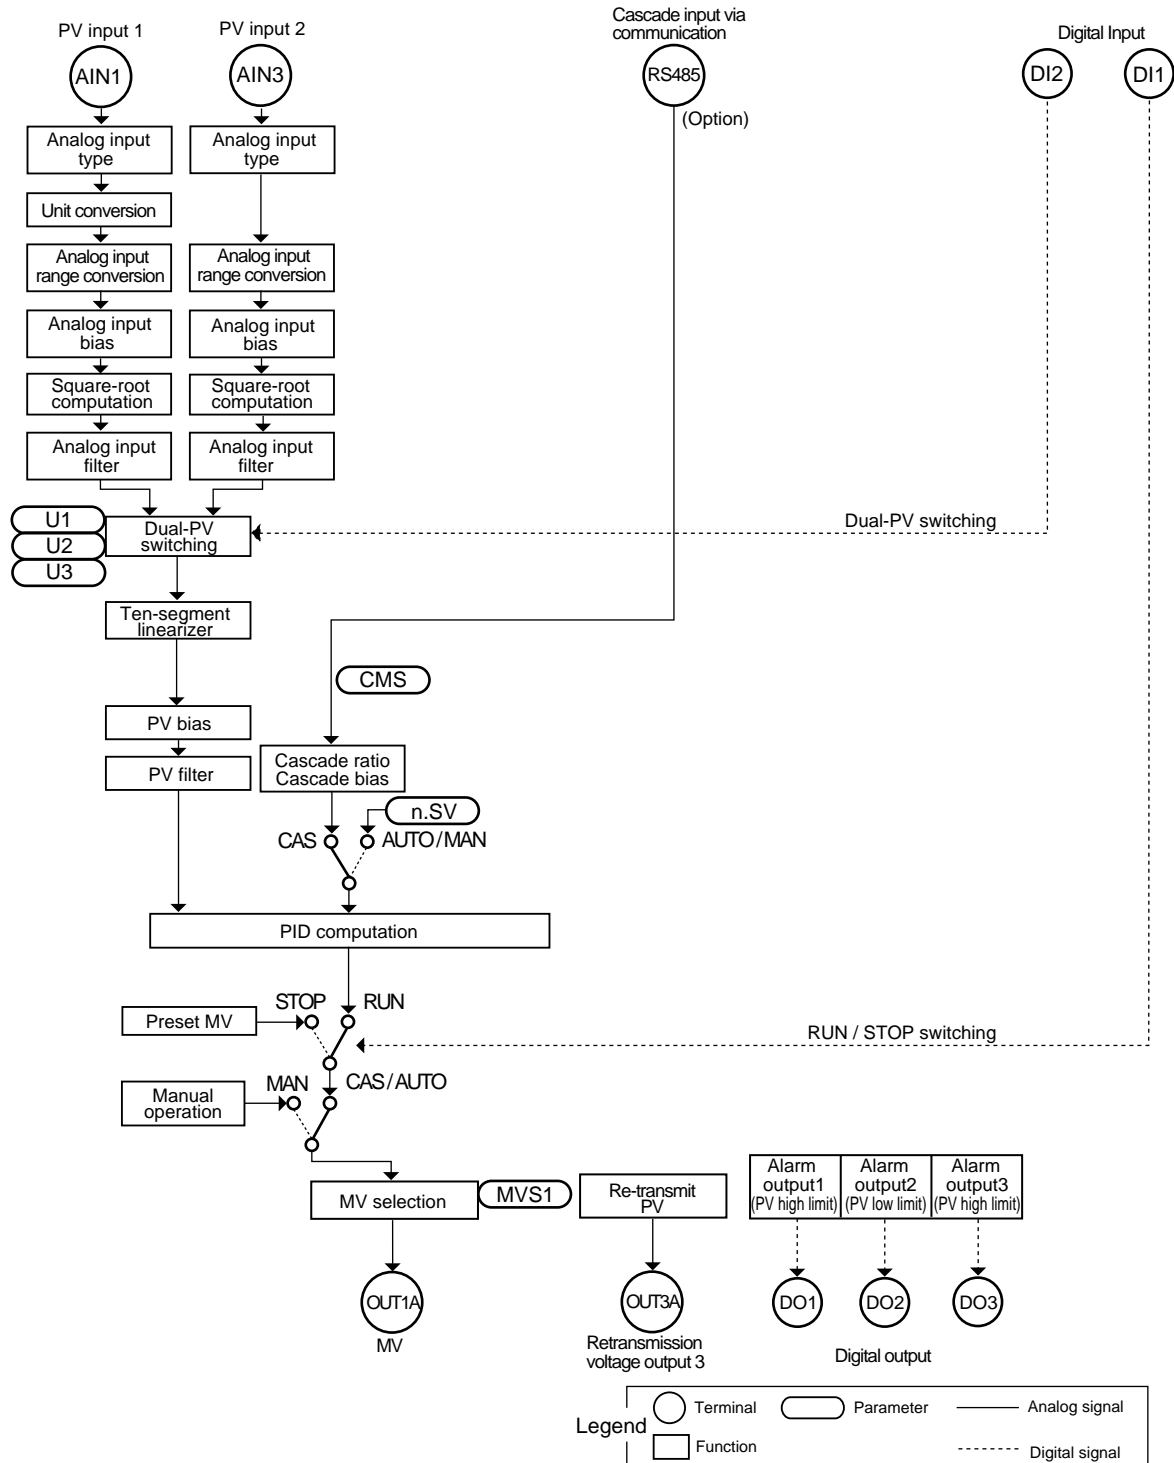 PV input 1
PV input 2
Cascade input via
communication
Digital Input
AIN1
AIN3
RS485
DI2
DI1
(Option)
Analog input
type
Analog input
type
Unit conversion
Analog input
range conversion
Analog input
range conversion
Analog input
bias
Analog input
bias
Square-root
computation
Square-root
computation
Analog input
filter
Analog input
filter
U1
U2
U3
Dual-PV
switching
Dual-PV switching
Ten-segment
linearizer
CMS
PV bias
PV filter
Cascade ratio
Cascade bias
n.SV
CAS
AUTO/MAN
PID computation
STOP
RUN
Preset MV
RUN / STOP switching
MAN
CAS/AUTO
Manual
operation
MV selection
MVS1
Re-transmit
PV
Alarm
output1
(PV high limit)
Alarm
output2
(PV low limit)
Alarm
output3
(PV high limit)
OUT1A
MV
OUT3A
Retransmission
voltage output 3
DO1
DO2
DO3
Digital output
Legend
Terminal
Parameter
Analog signal
Function
Digital signal